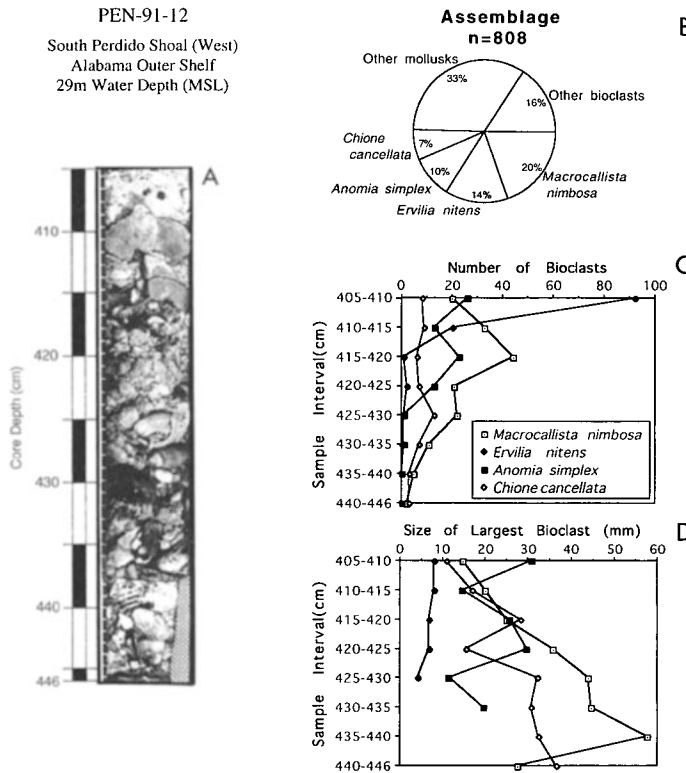 PEN-91-12
South Perdido Shoal (West)
Alabama Outer Shelf
29m Water Depth (MSL)
A
Core Depth (cm)
410
420
430
440
446
B
Assemblage
n=808
Other mollusks
33%
Other bioclasts
16%
Chione
cancellata
7%
Anomia simplex
10%
Ervilia nitens
14%
Macrocallista
nimbosa
20%
C
Number of Bioclasts
0 20 40 60 80 100
Sample Interval(cm)
405-410
410-415
415-420
420-425
425-430
430-435
435-440
440-446
Macrocallista nimbosa
Ervilia nitens
Anomia simplex
Chione cancellata
D
Size of Largest Bioclast (mm)
0 10 20 30 40 50 60
Sample Interval(cm)
405-410
410-415
415-420
420-425
425-430
430-435
435-440
440-446